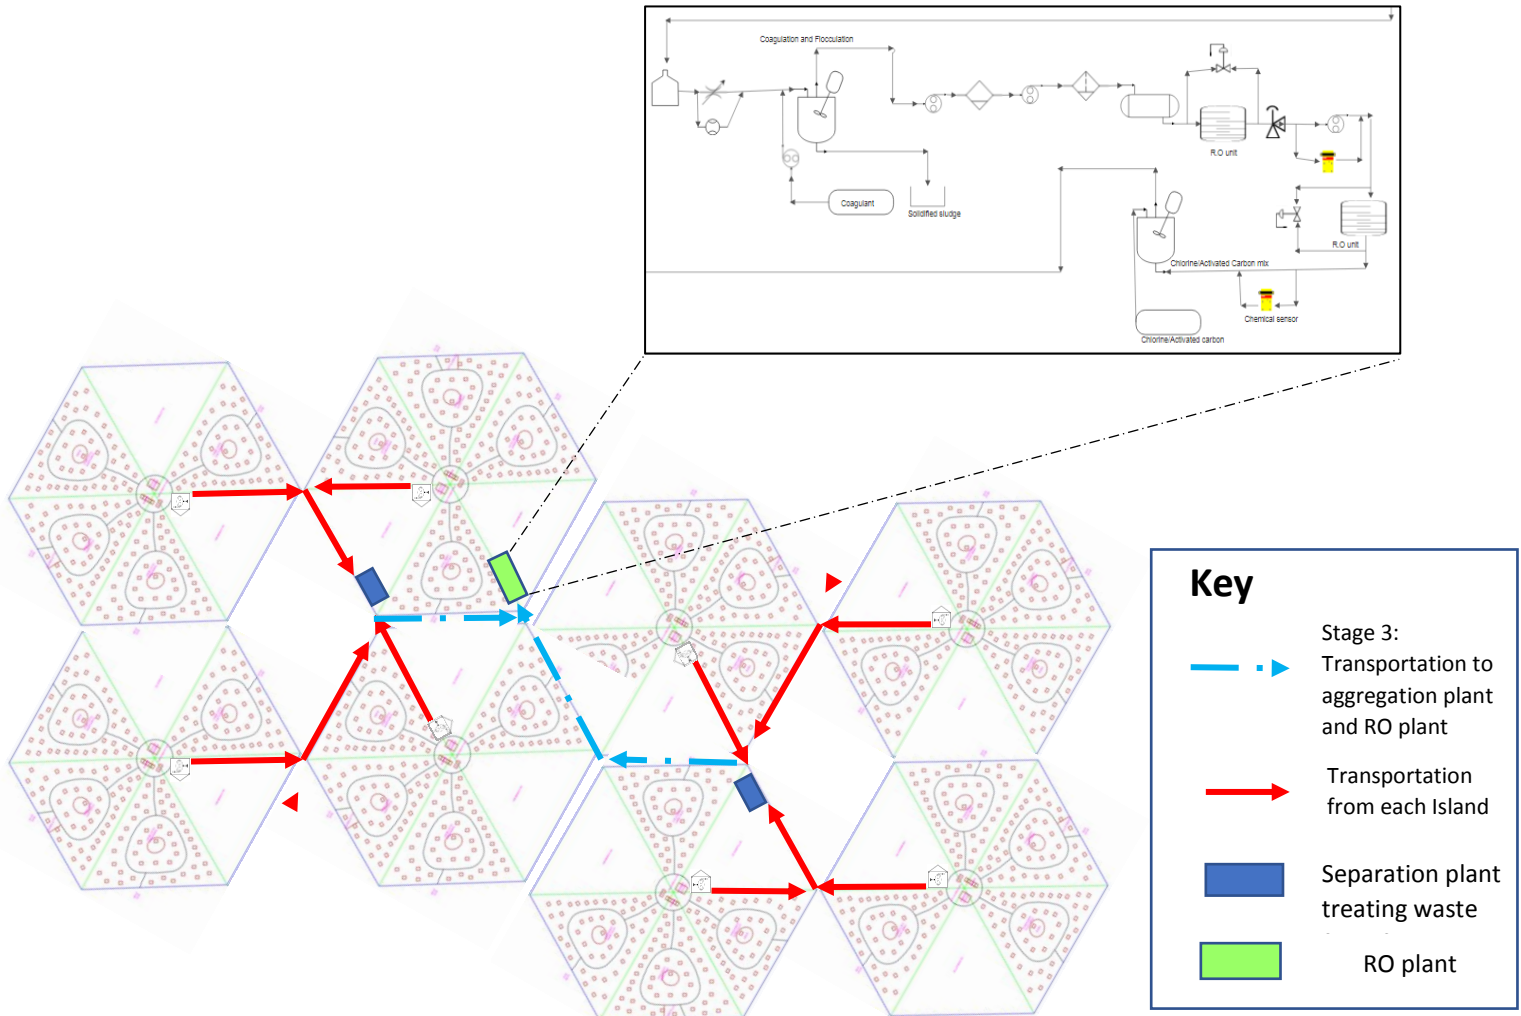 Coagulation and Flocculation
R.O unit
Coagulant
Solidified sludge
R.O unit
Chlorine/Activated Carbon mix
Chemical sensor
Chlorine/Activated carbon
Key
Stage 3:
Transportation to
aggregation plant
and RO plant
Transportation
from each Island
Separation plant
treating waste
RO plant